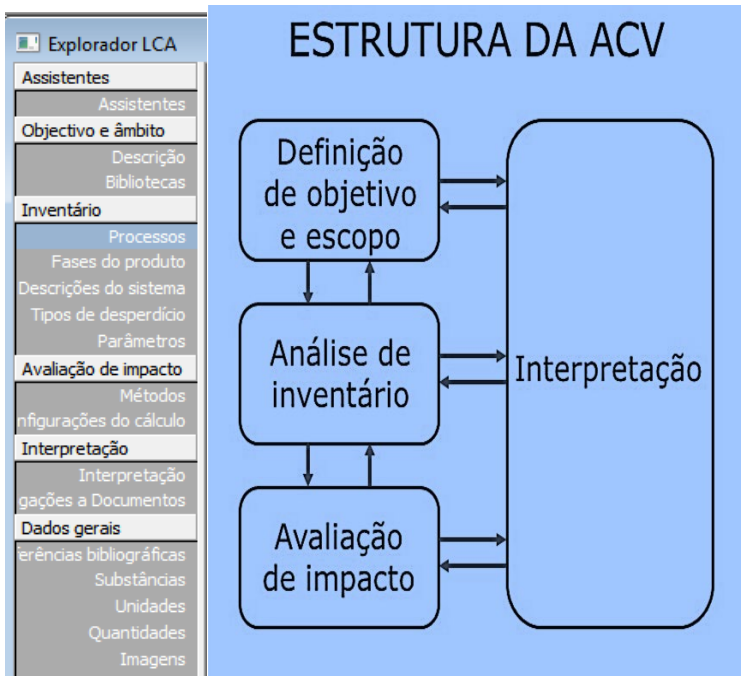 Explorador LCA
Assistentes
Assistentes
Objectivo e âmbito
Descrição
Bibliotecas
Inventário
Processos
Fases do produto
Descrições do sistema
Tipos de desperdício
Parâmetros
Avaliação de impacto
Métodos
nfigurações do cálculo
Interpretação
Interpretação
gações a Documentos
Dados gerais
erências bibliográficas
Substâncias
Unidades
Quantidades
Imagens
ESTRUTURA DA ACV
Definição
de objetivo
e escopo
Análise de
inventário
Avaliação
de impacto
Interpretação